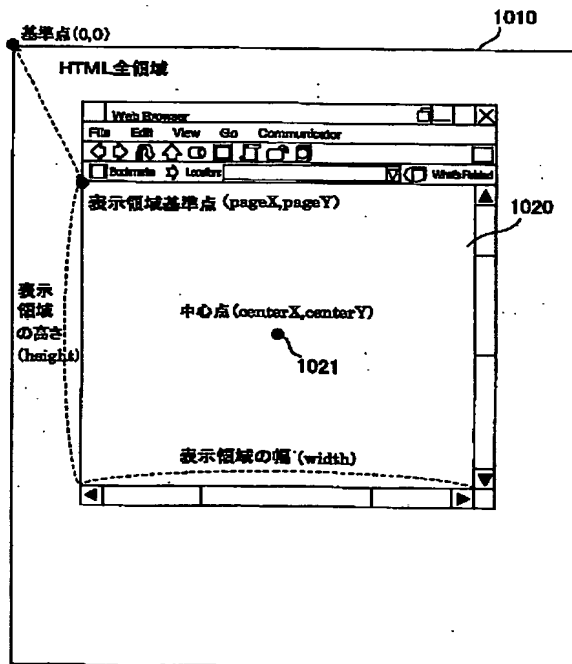 基準点(0,0)
1010
HTML全領域
Web Browser
File Edit View Go Communicator
Bookmarks Location What's Related
表示領域基準点 (pageX,pageY)
1020
表示
領域
の高さ
(height)
中心点(centerX,centerY)
1021
表示領域の幅 (width)